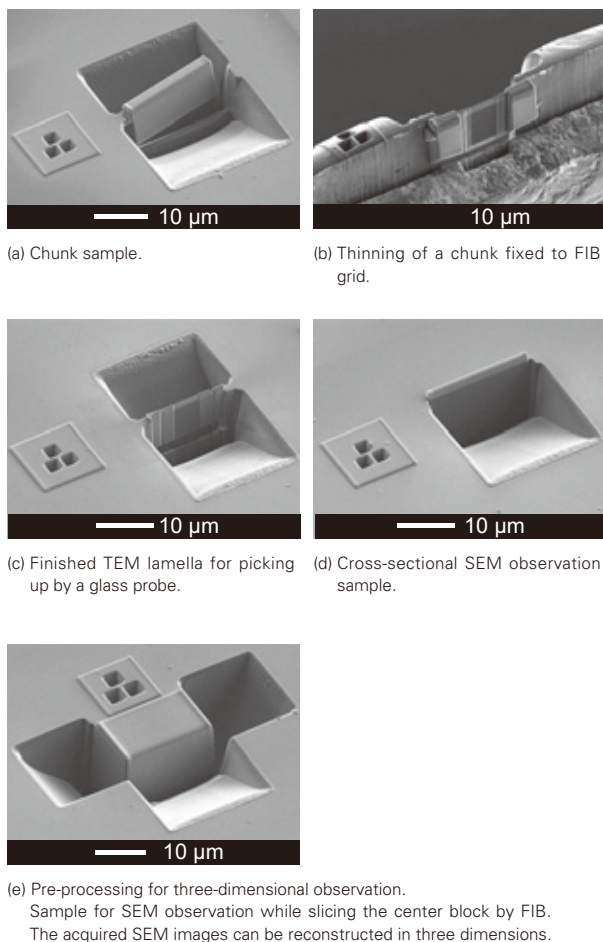 10 µm
10 µm
(a) Chunk sample.
(b) Thinning of a chunk fixed to FIB
grid.
10 µm
10 µm
(c) Finished TEM lamella for picking
up by a glass probe.
(d) Cross-sectional SEM observation
sample.
10 µm
(e) Pre-processing for three-dimensional observation.
Sample for SEM observation while slicing the center block by FIB.
The acquired SEM images can be reconstructed in three dimensions.